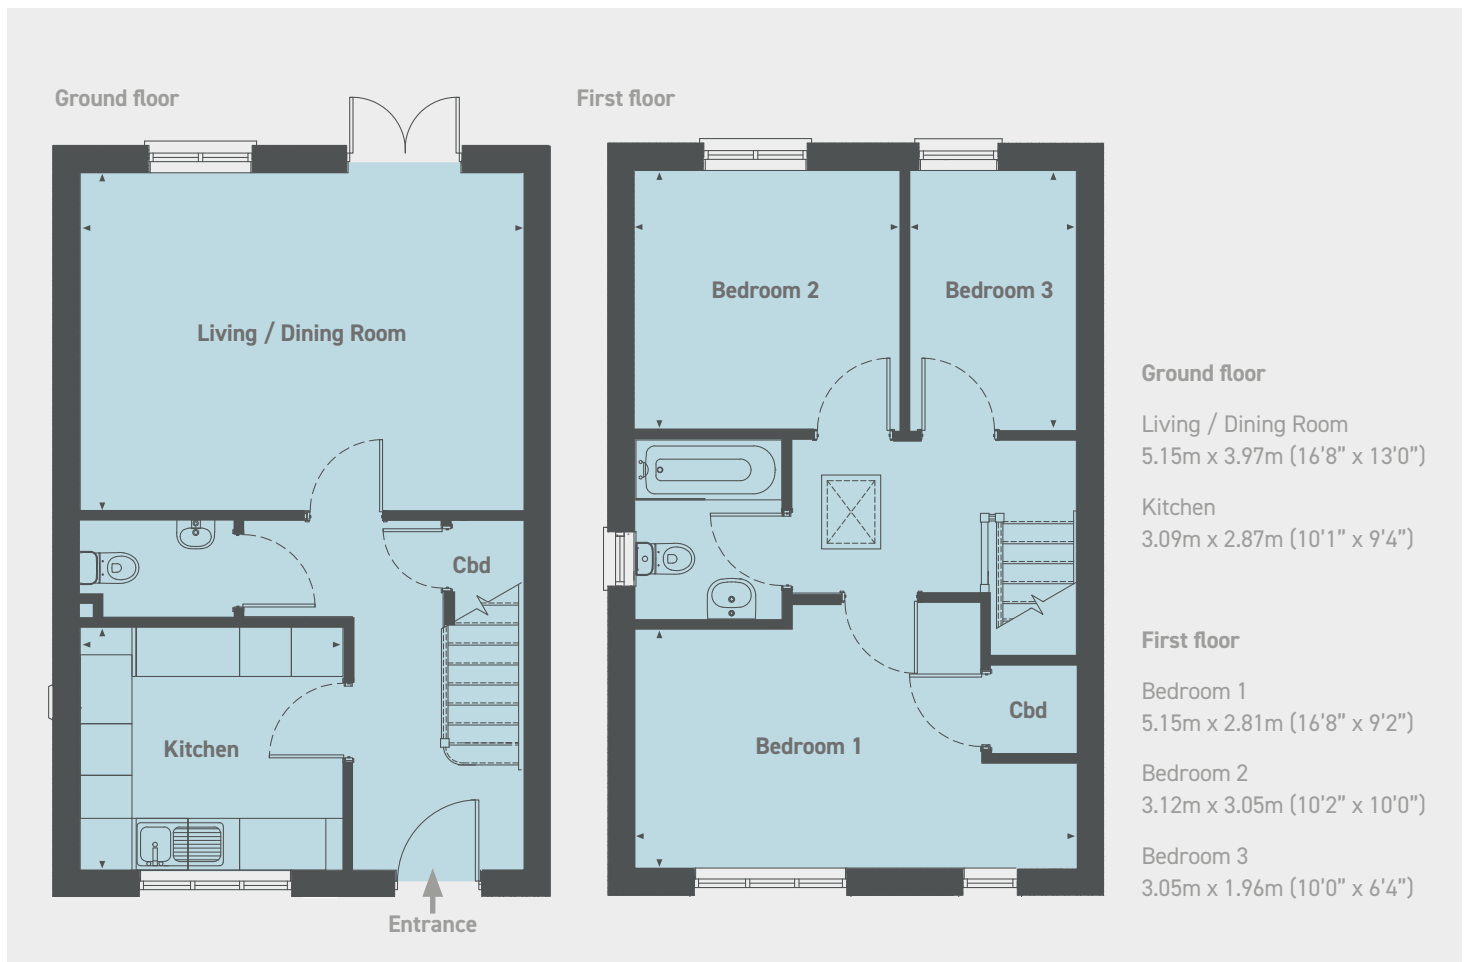 Ground floor
First floor
Living / Dining Room
Bedroom 2
Bedroom 3
Cbd
Kitchen
Entrance
Bedroom 1
Cbd
Ground floor
Living / Dining Room
5.15m x 3.97m (16'8” x 13'0”)
Kitchen
3.09m x 2.87m (10'1” x 9'4”)
First floor
Bedroom 1
5.15m x 2.81m (16'8” x 9'2”)
Bedroom 2
3.12m x 3.05m (10'2” x 10'0”)
Bedroom 3
3.05m x 1.96m (10'0” x 6'4”)